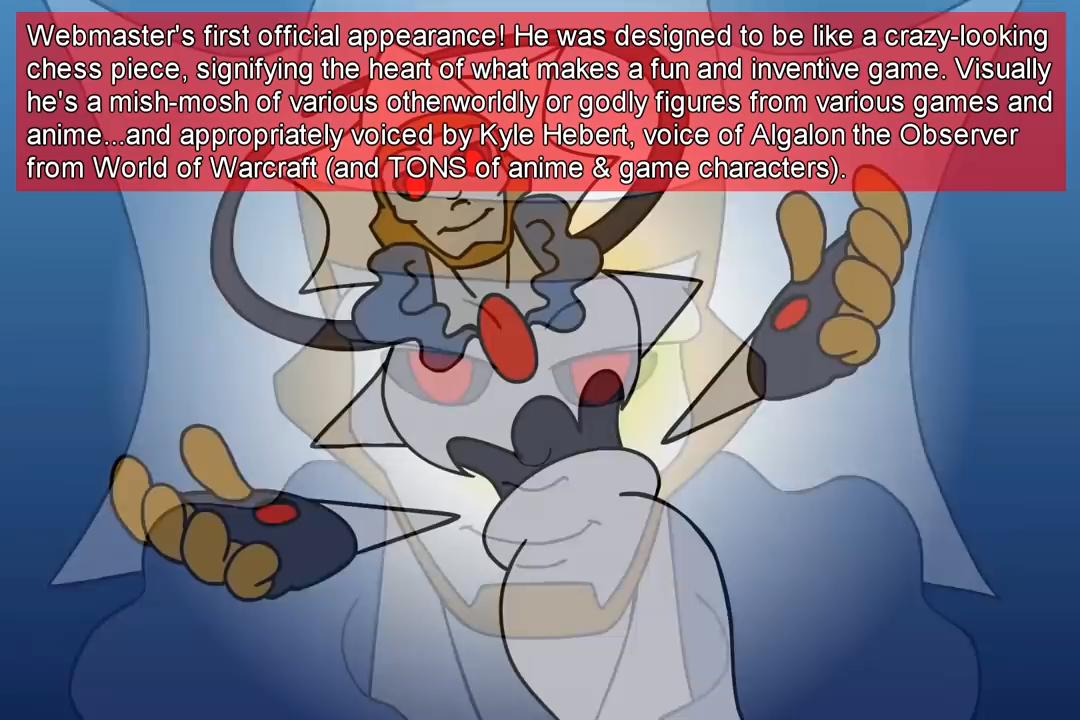 Webmaster's first official appearance! He was designed to be like a crazy-looking
chess piece, signifying the heart of what makes a fun and inventive game. Visually
he's a mish-mosh of various otherworldly or godly figures from various games and
anime...and appropriately voiced by Kyle Hebert, voice of Algalon the Observer
from World of Warcraft (and TONS of anime & game characters).